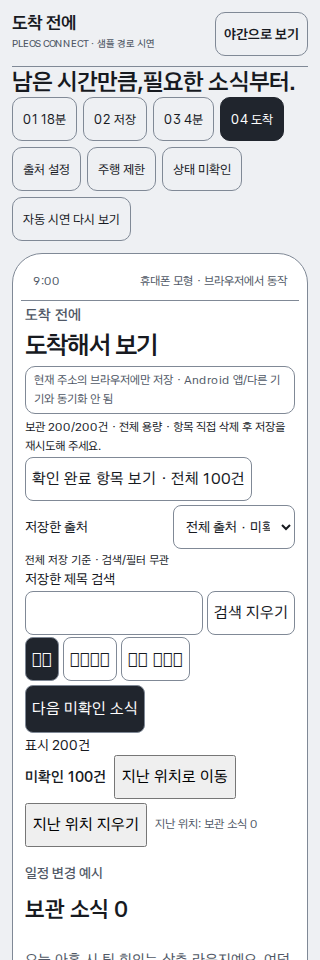 도착 전에
PLEOS CONNECT · 샘플 경로 시연
야간으로 보기
남은 시간만큼,필요한 소식부터.
01 18분
02 저장
03 4분
04 도착
출처 설정
주행 제한
상태 미확인
자동 시연 다시 보기
9:00
휴대폰 모형 · 브라우저에서 동작
도착 전에
도착해서 보기
현재 주소의 브라우저에만 저장 · Android 앱/다른 기
기와 동기화 안 됨
보관 200/200건 · 전체 용량 · 항목 직접 삭제 후 저장을
재시도해 주세요.
확인 완료 항목 보기 · 전체 100건
저장한 출처
전체 출처 · 미확
전체 저장 기준 · 검색/필터 무관
저장한 제목 검색
검색 지우기
다음 미확인 소식
표시 200건
미확인 100건
지난 위치로 이동
지난 위치 지우기
지난 위치: 보관 소식 0
일정 변경 예시
보관 소식 0